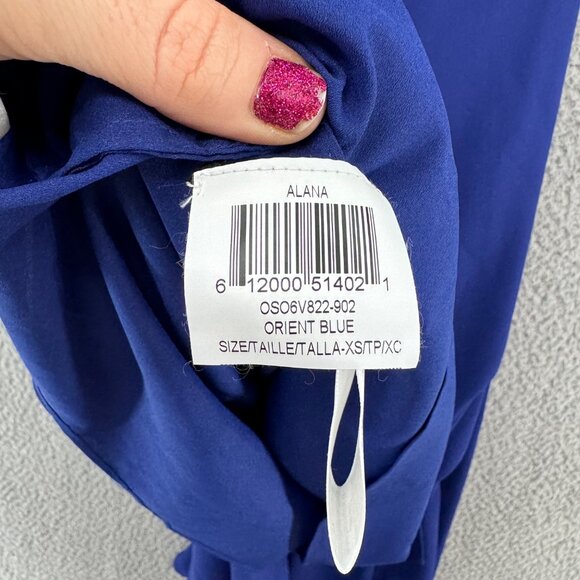 ALANA
6 12000 51402 1
OSO6V822-902
ORIENT BLUE
SIZE/TAILLE/TALLA-XS/TP/XC